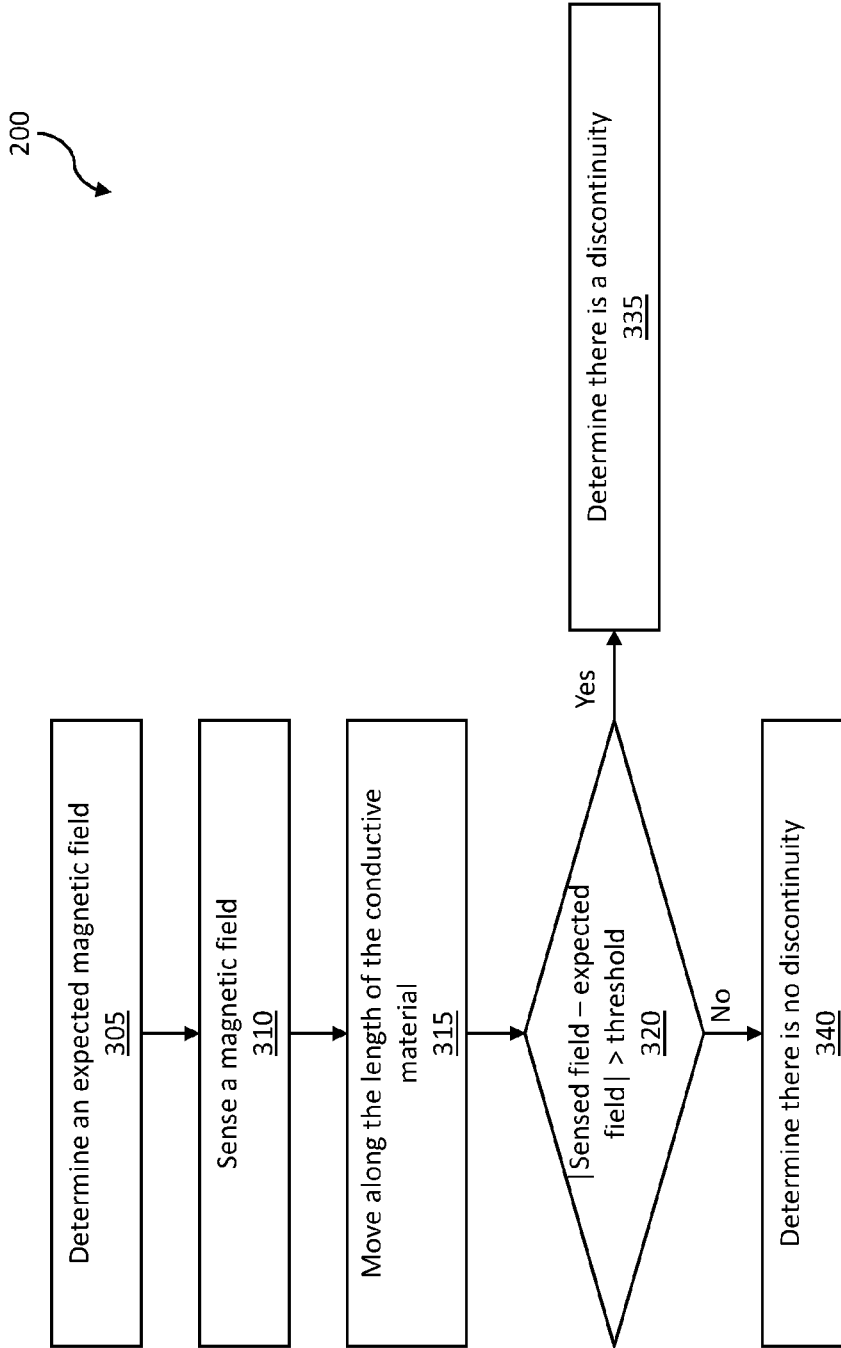 200
Determine an expected magnetic field
305
Sense a magnetic field
310
Move along the length of the conductive
material
315
|Sensed field – expected
field| > threshold
320
Yes
Determine there is a discontinuity
335
No
Determine there is no discontinuity
340